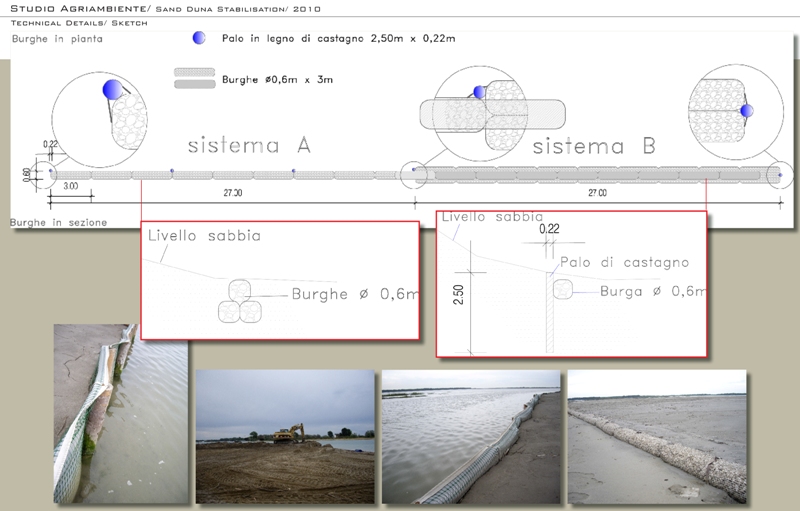 Studio Agriambiente/ Sand Duna Stabilisation/ 2010
Technical Details/ Sketch
Burghe in pianta
Palo in legno di castagno 2,50m x 0,22m
Burghe Ø0,6m x 3m
sistema A
sistema B
0.22
0.60
3.00
27.00
27.00
Burghe in sezione
Livello sabbia
Burghe Ø 0,6m
Livello sabbia
0.22
Palo di castagno
2.50
Burga Ø 0,6m